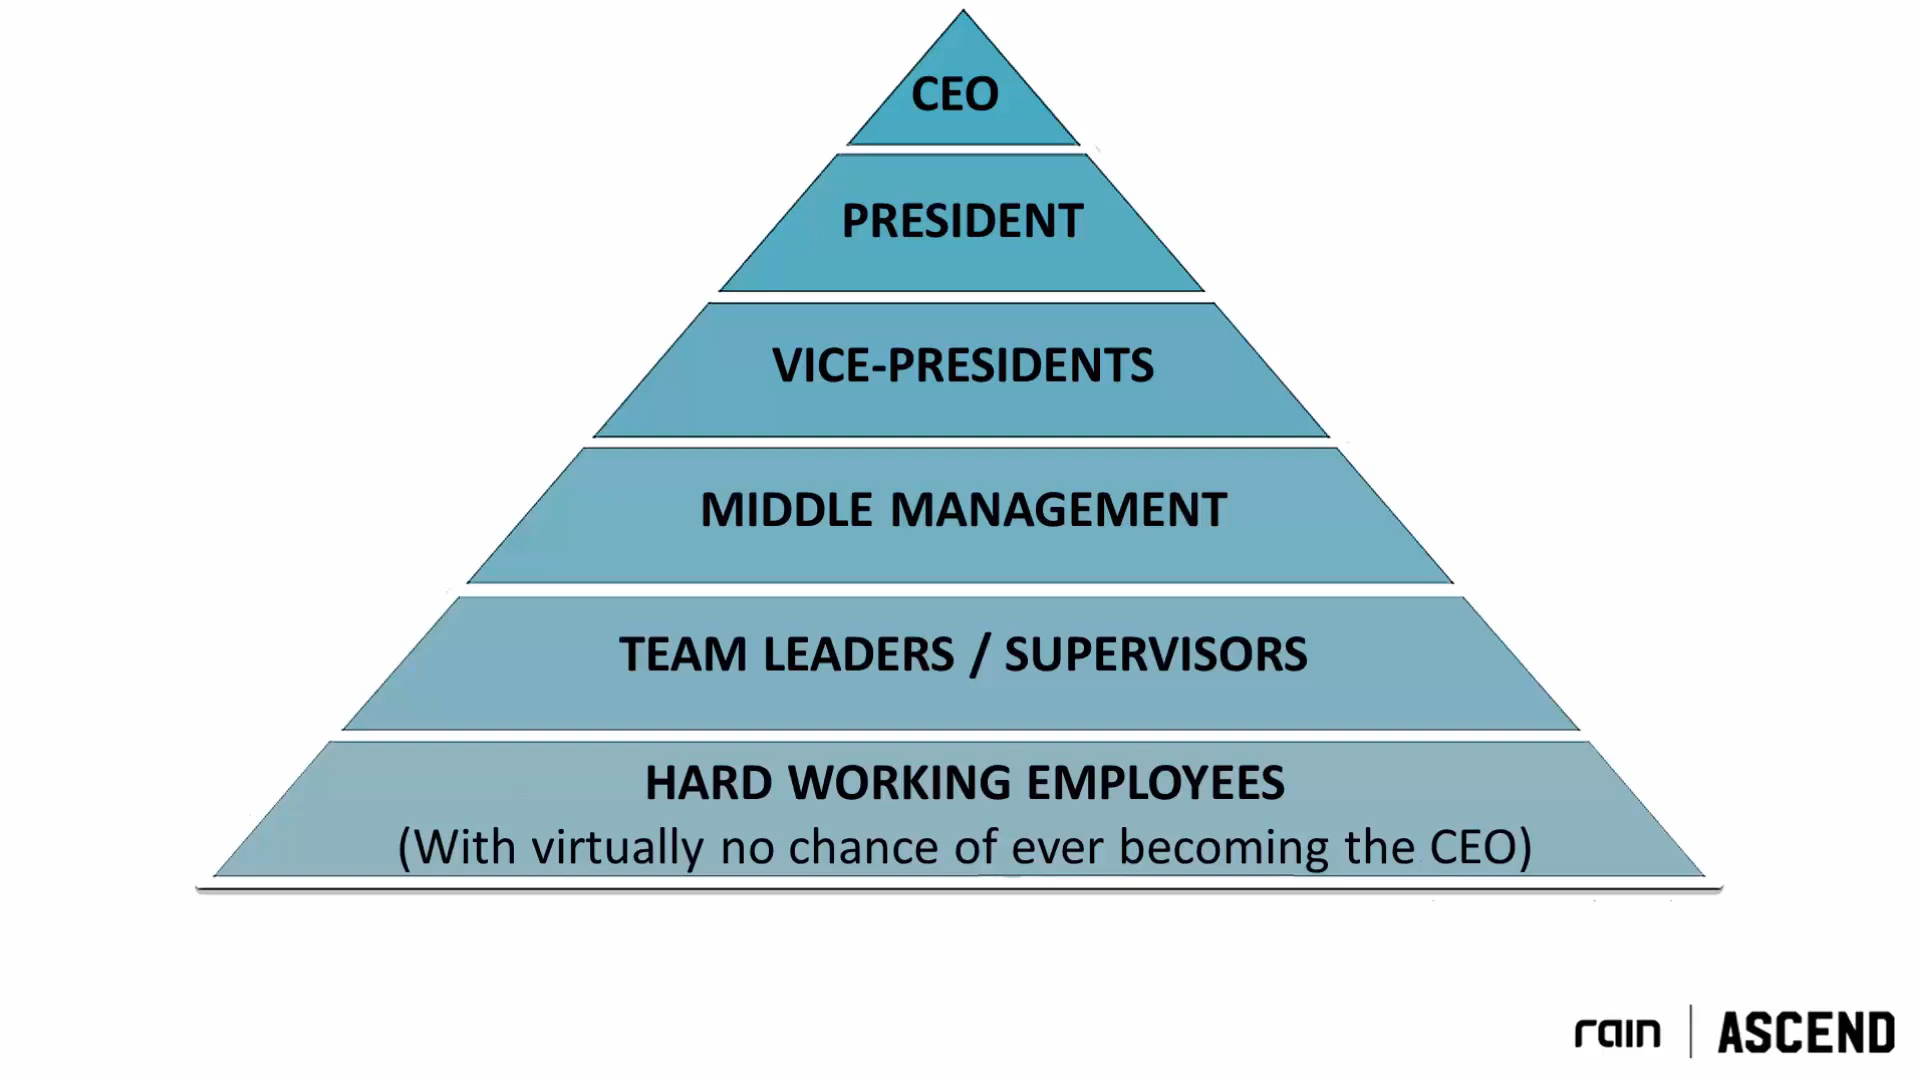 CEO
PRESIDENT
VICE-PRESIDENTS
MIDDLE MANAGEMENT
TEAM LEADERS / SUPERVISORS
HARD WORKING EMPLOYEES
(With virtually no chance of ever becoming the CEO)
rain | ASCEND